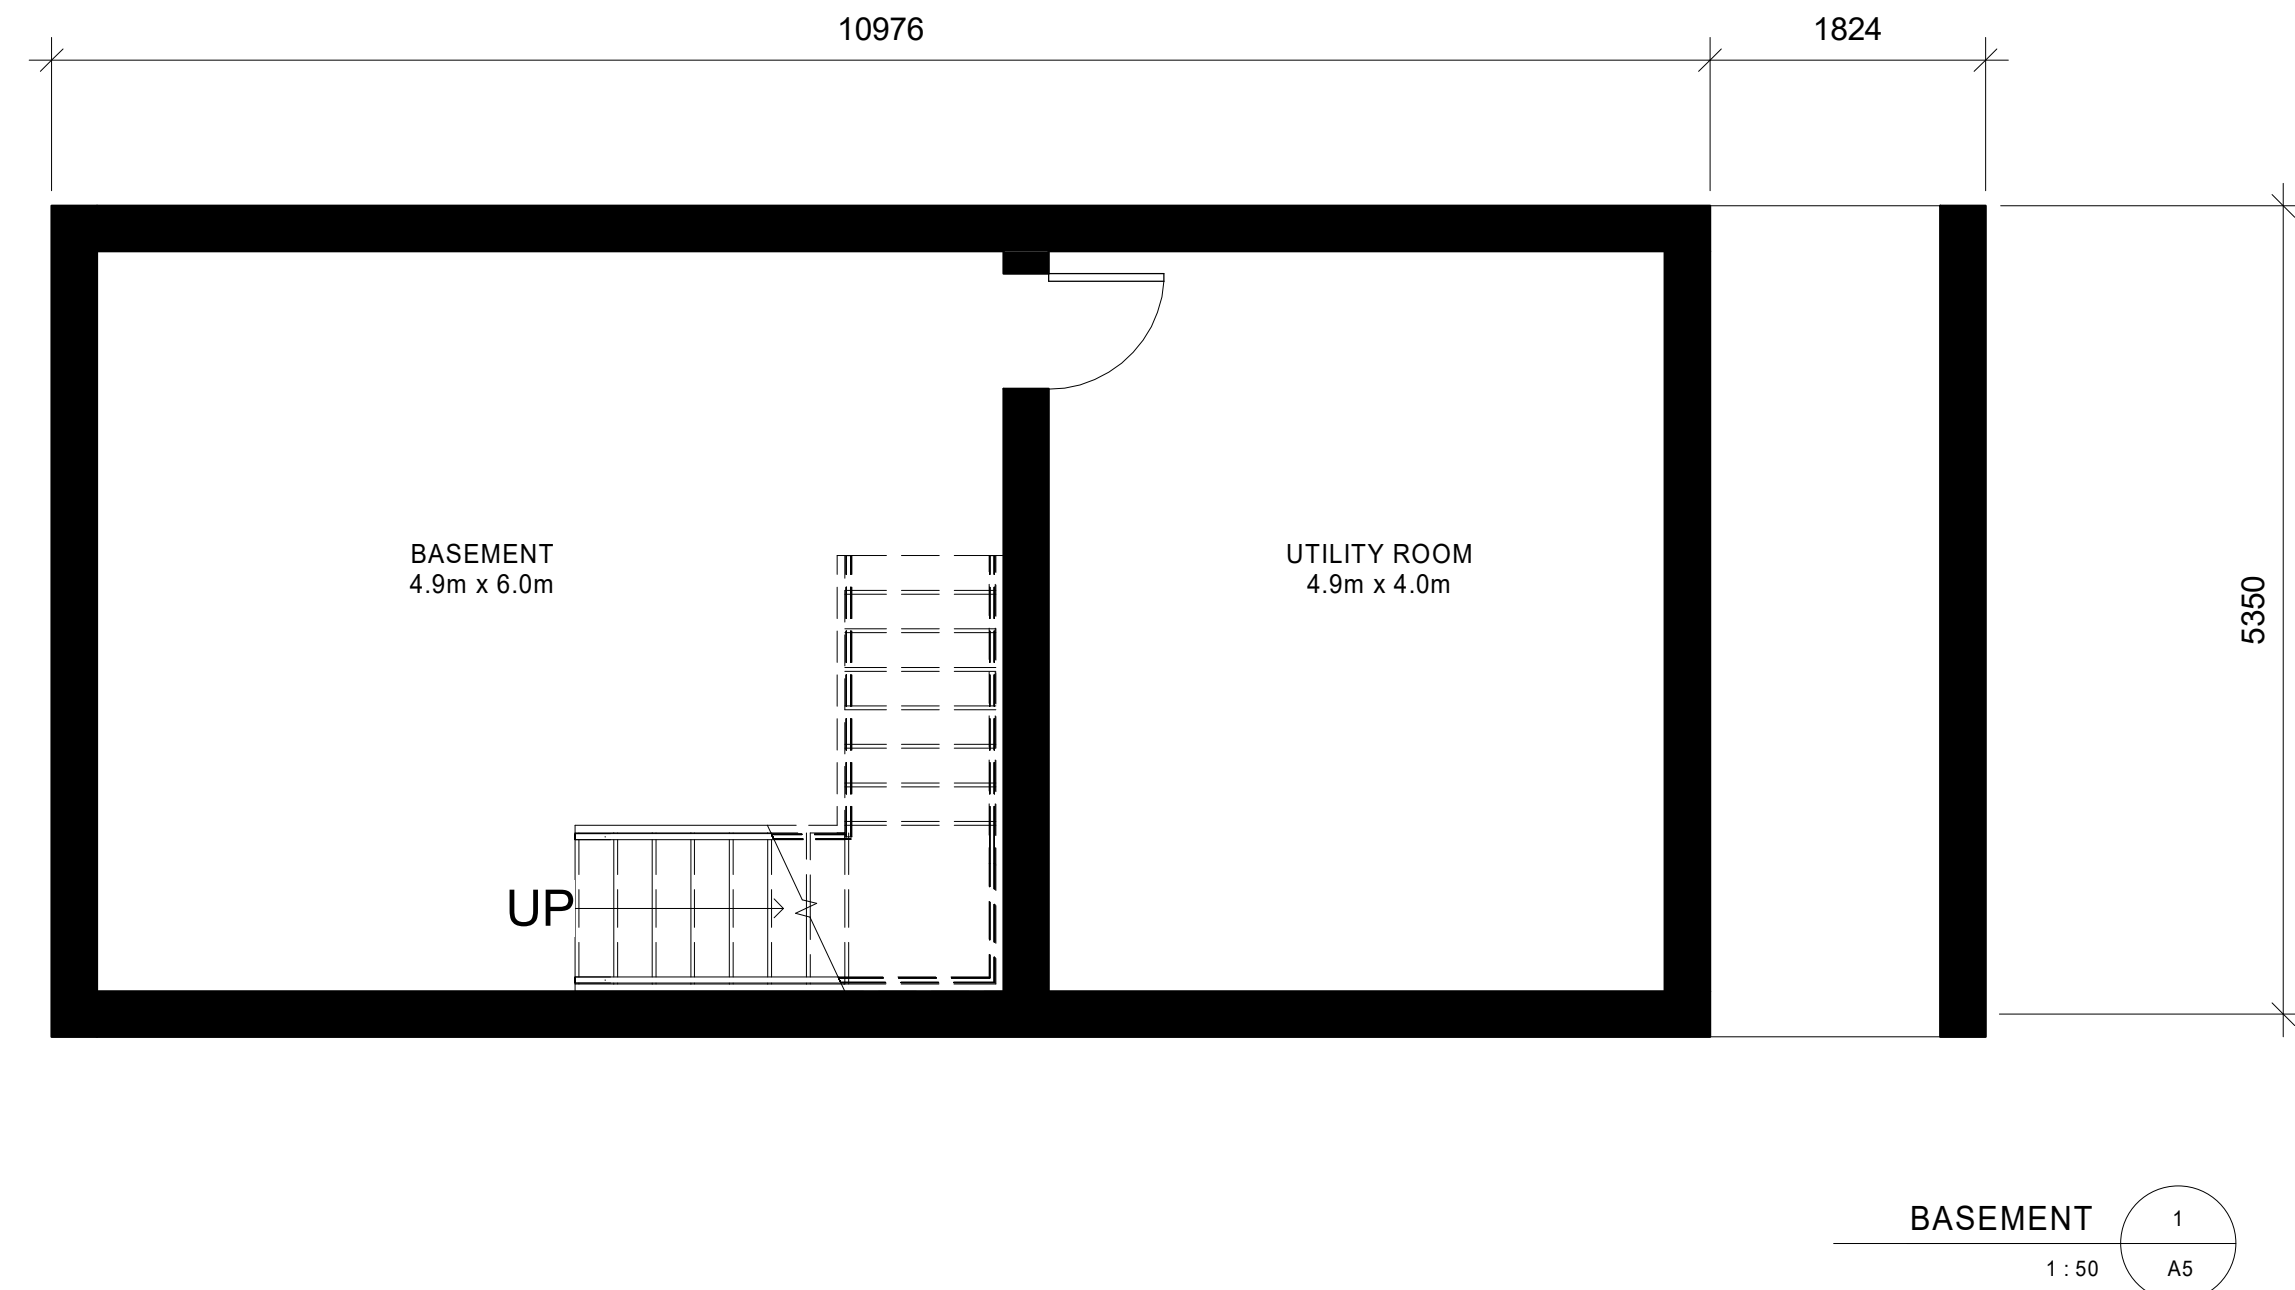 10976
1824
BASEMENT
4.9m x 6.0m
UTILITY ROOM
4.9m x 4.0m
5350
UP
BASEMENT
1
1 : 50
A5